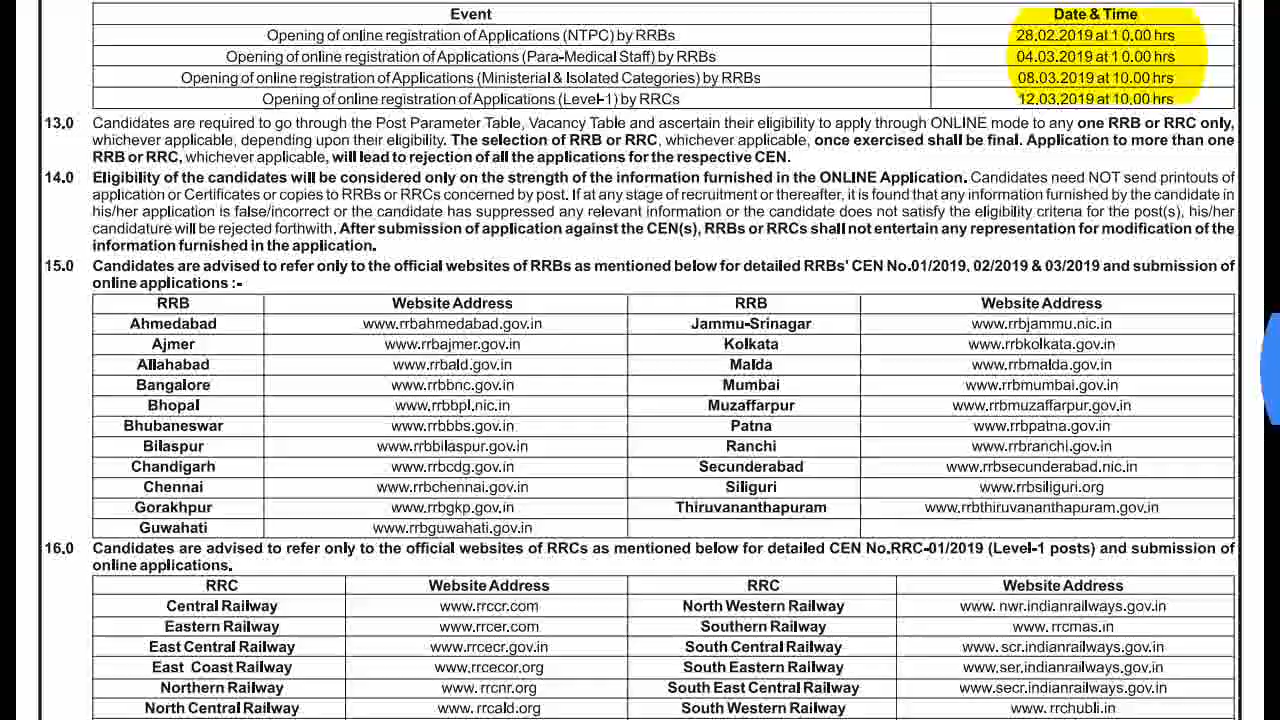 Event Date & Time
Opening of online registration of Applications (NTPC) by RRBs 28.02.2019 at 10.00 hrs
Opening of online registration of Applications (Para-Medical Staff) by RRBs 04.03.2019 at 10.00 hrs
Opening of online registration of Applications (Ministerial & Isolated Categories) by RRBs 08.03.2019 at 10.00 hrs
Opening of online registration of Applications (Level-1) by RRCs 12.03.2019 at 10.00 hrs
13.0 Candidates are required to go through the Post Parameter Table, Vacancy Table and ascertain their eligibility to apply through ONLINE mode to any one RRB or RRC only,
whichever applicable, depending upon their eligibility. The selection of RRB or RRC, whichever applicable, once exercised shall be final. Application to more than one
RRB or RRC, whichever applicable, will lead to rejection of all the applications for the respective CEN.
14.0 Eligibility of the candidates will be considered only on the strength of the information furnished in the ONLINE Application. Candidates need NOT send printouts of
application or Certificates or copies to RRBs or RRCs concerned by post. If at any stage of recruitment or thereafter, it is found that any information furnished by the candidate in
his/her application is false/incorrect or the candidate has suppressed any relevant information or the candidate does not satisfy the eligibility criteria for the post(s), his/her
candidature will be rejected forthwith. After submission of application against the CEN(s), RRBs or RRCs shall not entertain any representation for modification of the
information furnished in the application.
15.0 Candidates are advised to refer only to the official websites of RRBs as mentioned below for detailed RRBs' CEN No.01/2019, 02/2019 & 03/2019 and submission of
online applications :-
RRB Website Address RRB Website Address
Ahmedabad www.rrbahmedabad.gov.in Jammu-Srinagar www.rrbjammu.nic.in
Ajmer www.rrbajmer.gov.in Kolkata www.rrbkolkata.gov.in
Allahabad www.rrbald.gov.in Malda www.rrbmalda.gov.in
Bangalore www.rrbbnc.gov.in Mumbai www.rrbmumbai.gov.in
Bhopal www.rrbbpl.nic.in Muzaffarpur www.rrbmuzaffarpur.gov.in
Bhubaneswar www.rrbbbs.gov.in Patna www.rrbpatna.gov.in
Bilaspur www.rrbbilaspur.gov.in Ranchi www.rrbranchi.gov.in
Chandigarh www.rrbcdg.gov.in Secunderabad www.rrbsecunderabad.nic.in
Chennai www.rrbchennai.gov.in Siliguri www.rrbsiliguri.org
Gorakhpur www.rrbgkp.gov.in Thiruvananthapuram www.rrbthiruvananthapuram.gov.in
Guwahati www.rrbguwahati.gov.in
16.0 Candidates are advised to refer only to the official websites of RRCs as mentioned below for detailed CEN No.RRC-01/2019 (Level-1 posts) and submission of
online applications.
RRC Website Address RRC Website Address
Central Railway www.rrccr.com North Western Railway www. nwr.indianrailways.gov.in
Eastern Railway www.rrcer.com Southern Railway www. rrcmas.in
East Central Railway www.rrcecr.gov.in South Central Railway www. scr.indianrailways.gov.in
East Coast Railway www.rrcecor.org South Eastern Railway www.ser.indianrailways.gov.in
Northern Railway www. rrcnr.org South East Central Railway www.secr.indianrailways.gov.in
North Central Railway www. rrcald.org South Western Railway www. rrchubli.in